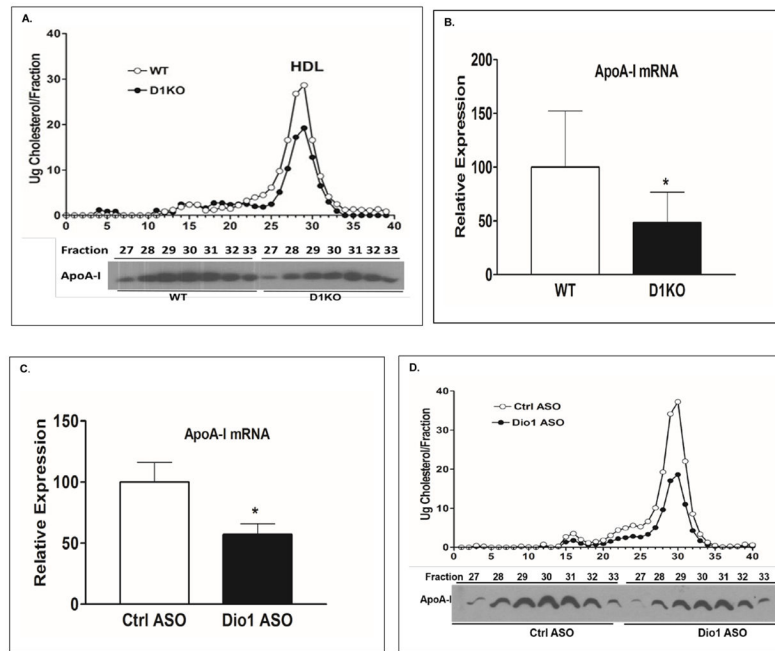 A.
40
30
20
10
0
Ug Cholesterol/Fraction
WT
D1KO
HDL
0 5 10 15 20 25 30 35 40
Fraction 27 28 29 30 31 32 33 27 28 29 30 31 32 33
ApoA-I
WT D1KO
B.
200
150
100
50
0
Relative Expression
ApoA-I mRNA
*
WT D1KO
C.
150
100
50
0
Relative Expression
ApoA-I mRNA
*
Ctrl ASO Dio1 ASO
D.
40
30
20
10
0
Ug Cholesterol/Fraction
Ctrl ASO
Dio1 ASO
0 5 10 15 20 25 30 35 40
Fraction 27 28 29 30 31 32 33 27 28 29 30 31 32 33
ApoA-I
Ctrl ASO Dio1 ASO